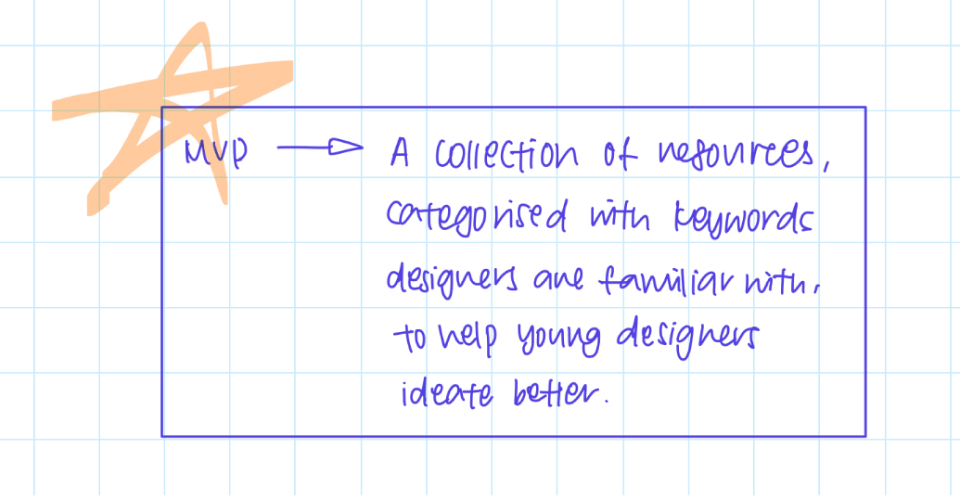 MVP → A collection of resources,
categorised with keywords
designers are familiar with,
to help young designers
ideate better.